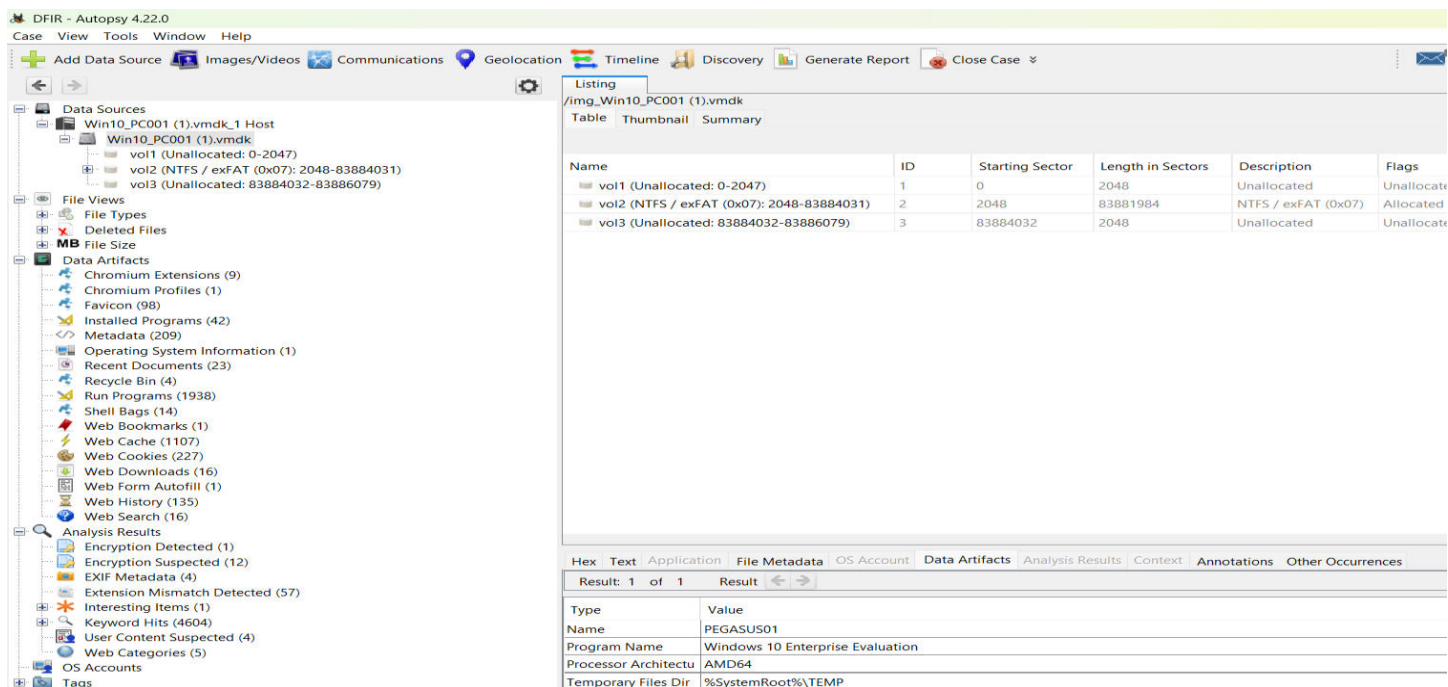 DFIR - Autopsy 4.22.0
Case View Tools Window Help
Add Data Source Images/Videos Communications Geolocation Timeline Discovery Generate Report Close Case
Data Sources
Win10_PC001 (1).vmdk_1 Host
Win10_PC001 (1).vmdk
vol1 (Unallocated: 0-2047)
vol2 (NTFS / exFAT (0x07): 2048-83884031)
vol3 (Unallocated: 83884032-83886079)
File Views
File Types
Deleted Files
MB File Size
Data Artifacts
Chromium Extensions (9)
Chromium Profiles (1)
Favicon (98)
Installed Programs (42)
Metadata (209)
Operating System Information (1)
Recent Documents (23)
Recycle Bin (4)
Run Programs (1938)
Shell Bags (14)
Web Bookmarks (1)
Web Cache (1107)
Web Cookies (227)
Web Downloads (16)
Web Form Autofill (1)
Web History (135)
Web Search (16)
Analysis Results
Encryption Detected (1)
Encryption Suspected (12)
EXIF Metadata (4)
Extension Mismatch Detected (57)
Interesting Items (1)
Keyword Hits (4604)
User Content Suspected (4)
Web Categories (5)
OS Accounts
Tags
Listing
/img_Win10_PC001 (1).vmdk
Table Thumbnail Summary
Name ID Starting Sector Length in Sectors Description Flags
vol1 (Unallocated: 0-2047) 1 0 2048 Unallocated Unallocate
vol2 (NTFS / exFAT (0x07): 2048-83884031) 2 2048 83881984 NTFS / exFAT (0x07) Allocated
vol3 (Unallocated: 83884032-83886079) 3 83884032 2048 Unallocated Unallocate
Hex Text Application File Metadata OS Account Data Artifacts Analysis Results Context Annotations Other Occurrences
Result: 1 of 1 Result
Type Value
Name PEGASUS01
Program Name Windows 10 Enterprise Evaluation
Processor Architectu AMD64
Temporary Files Dir %SystemRoot%\TEMP